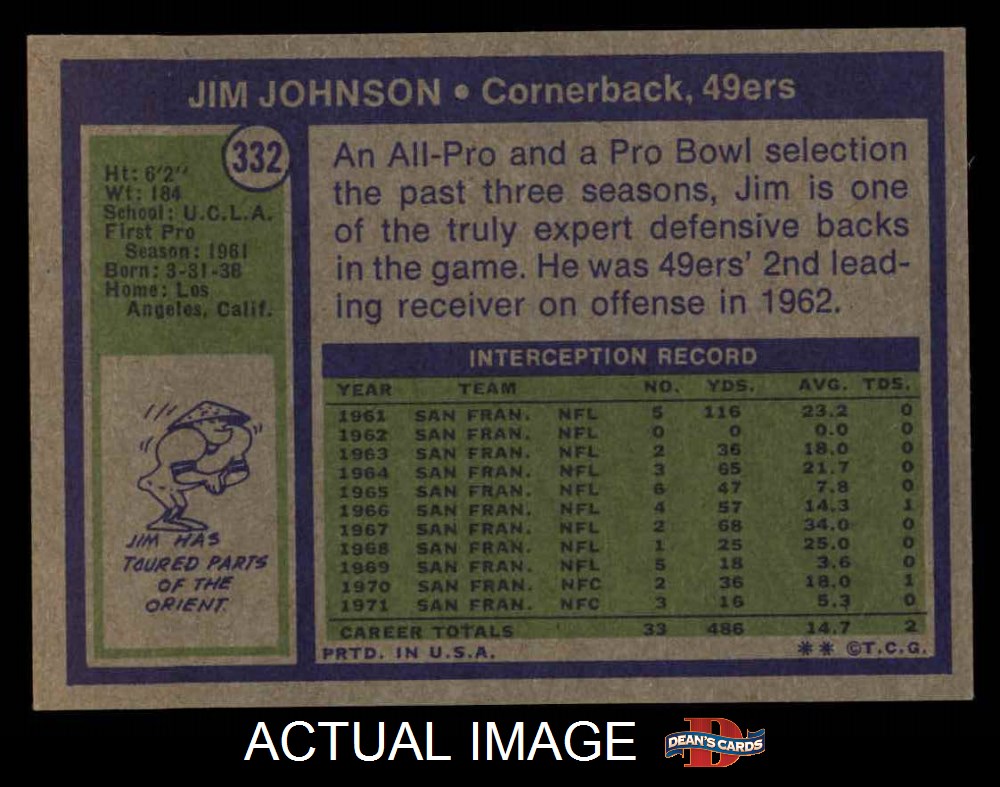 JIM JOHNSON • Cornerback, 49ers
332
Ht: 6'2"
Wt: 184
School: U.C.L.A.
First Pro
Season: 1961
Born: 3-31-38
Home: Los
Angeles, Calif.
JIM HAS
TOURED PARTS
OF THE
ORIENT.
An All-Pro and a Pro Bowl selection
the past three seasons, Jim is one
of the truly expert defensive backs
in the game. He was 49ers' 2nd lead-
ing receiver on offense in 1962.
INTERCEPTION RECORD
YEAR TEAM NO. YDS. AVG. TDS.
1961 SAN FRAN. NFL 5 116 23.2 0
1962 SAN FRAN. NFL 0 0 0.0 0
1963 SAN FRAN. NFL 2 36 18.0 0
1964 SAN FRAN. NFL 3 65 21.7 0
1965 SAN FRAN. NFL 6 47 7.8 0
1966 SAN FRAN. NFL 4 57 14.3 1
1967 SAN FRAN. NFL 2 68 34.0 0
1968 SAN FRAN. NFL 1 25 25.0 0
1969 SAN FRAN. NFL 5 18 3.6 0
1970 SAN FRAN. NFC 2 36 18.0 1
1971 SAN FRAN. NFC 3 16 5.3 0
CAREER TOTALS 33 486 14.7 2
PRTD. IN U.S.A. ** ©T.C.G.
ACTUAL IMAGE
D
DEAN'S CARDS